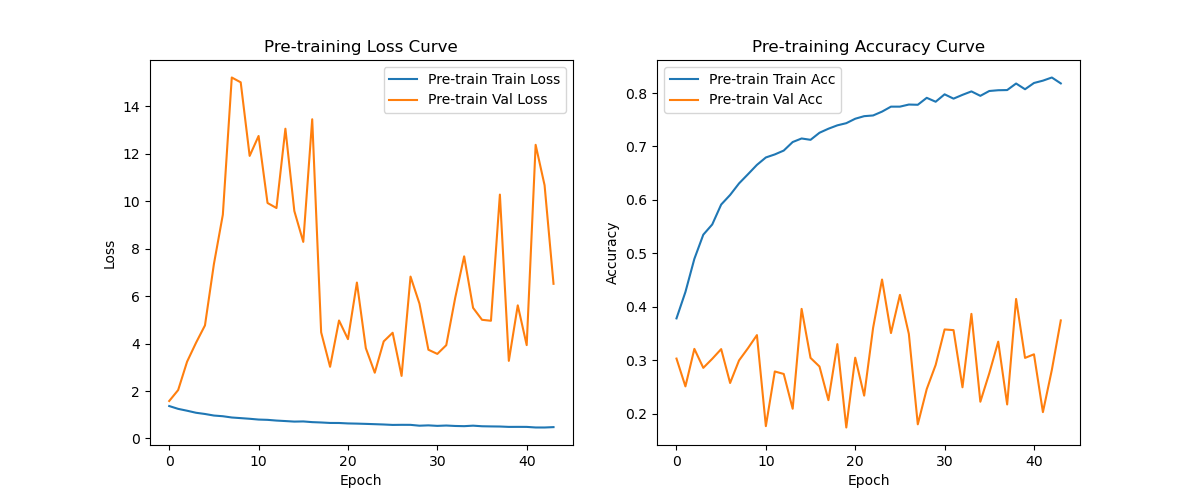 Pre-training Loss Curve
Pre-train Train Loss
Pre-train Val Loss
14
12
10
8
6
4
2
0
Loss
0 10 20 30 40
Epoch
Pre-training Accuracy Curve
Pre-train Train Acc
Pre-train Val Acc
0.8
0.7
0.6
0.5
0.4
0.3
0.2
Accuracy
0 10 20 30 40
Epoch